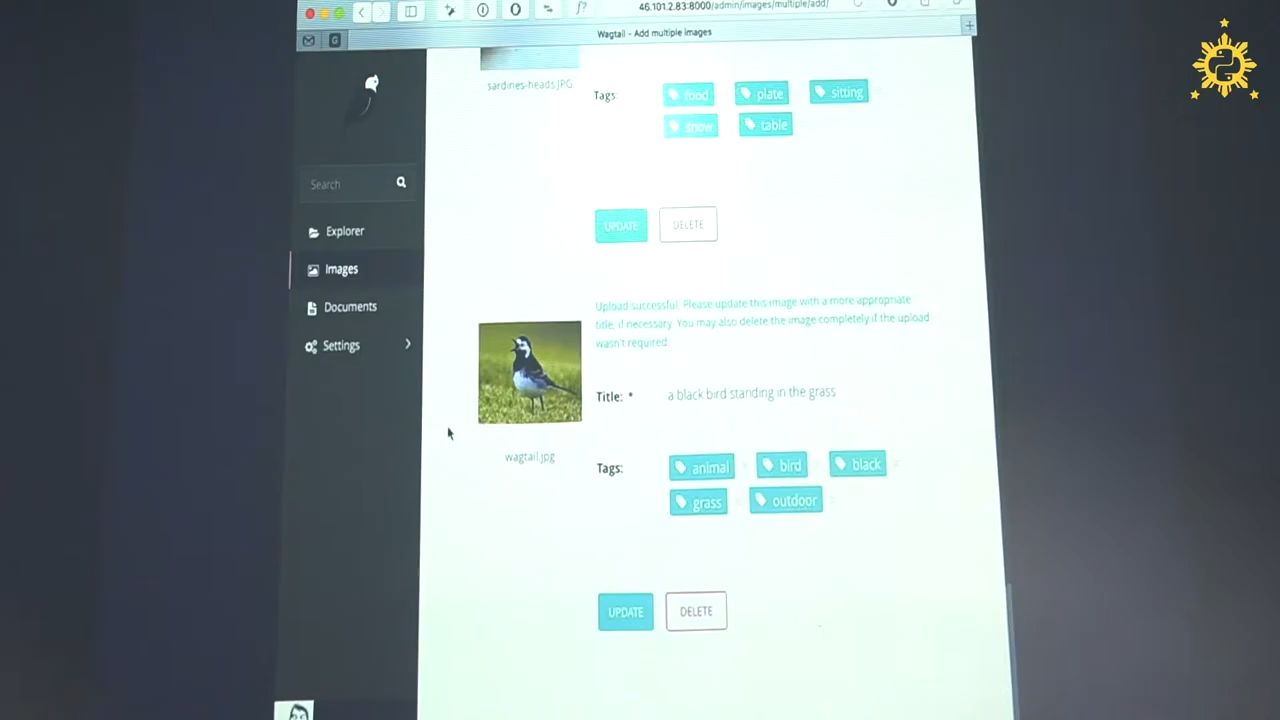 46.101.2.83:8000/admin/images/multiple/add/
Wagtail - Add multiple images
sardines-heads.JPG
Tags:
food
plate
sitting
snow
table
Search
UPDATE
DELETE
Explorer
Images
Documents
Settings
Upload successful. Please update this image with a more appropriate
title, if necessary. You may also delete the image completely if the upload
wasn't required.
Title: *
a black bird standing in the grass
wagtail.jpg
Tags:
animal
bird
black
grass
outdoor
UPDATE
DELETE